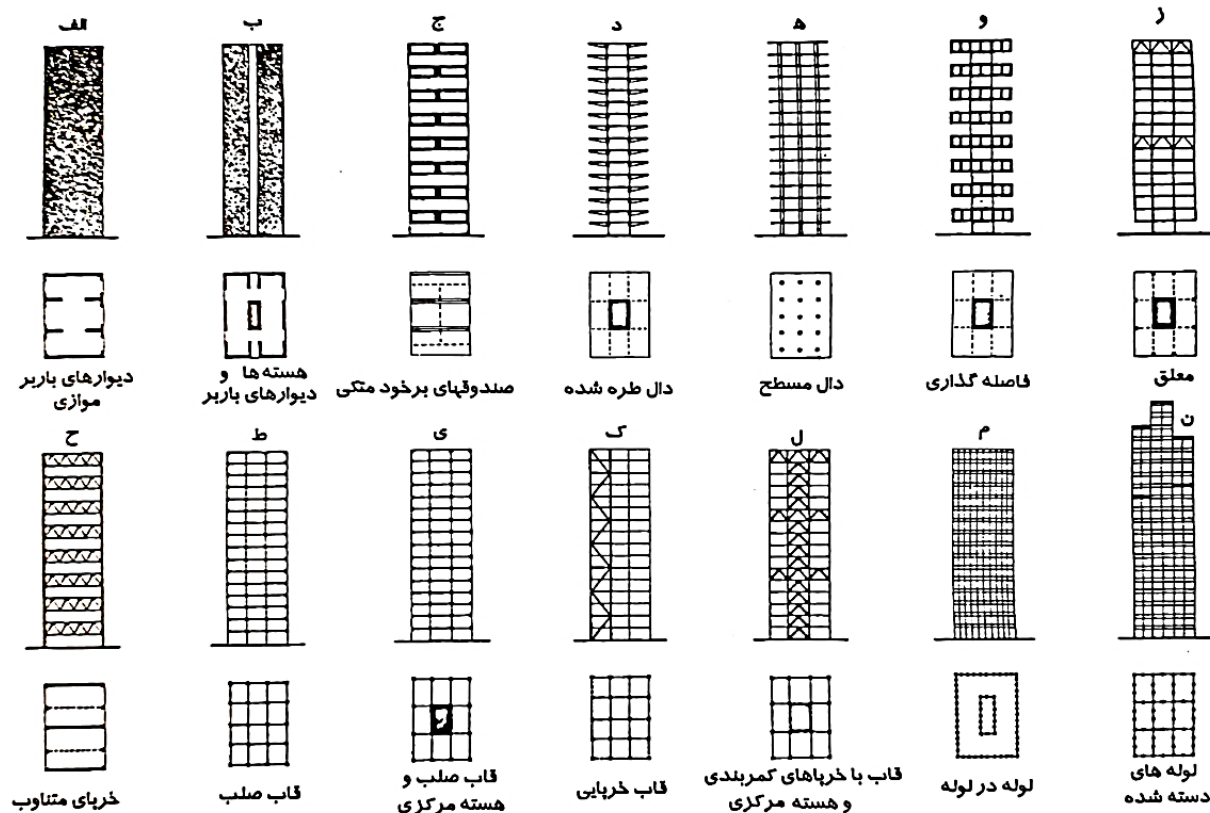 الف
ب
ج
د
ه
و
ز
دیوارهای باربر
موازی
هسته‌ها و
دیوارهای باربر
صندوقهای برخود متکی
دال طره شده
دال مسطح
فاصله گذاری
معلق
ح
ط
ی
ک
ل
م
ن
خرپای متناوب
قاب صلب
قاب صلب و
هسته مرکزی
قاب خرپایی
قاب با خرپاهای کمربندی
و هسته مرکزی
لوله در لوله
لوله های
دسته شده